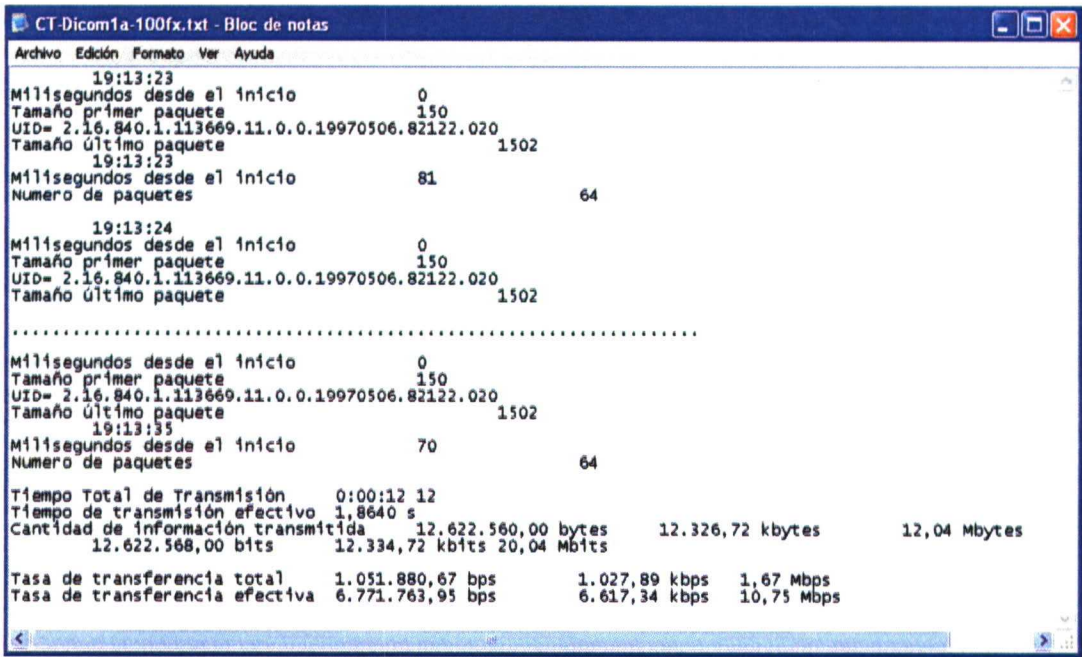 CT-Dicom1a-100fx.txt - Bloc de notas
Archivo Edición Formato Ver Ayuda
19:13:23
Milisegundos desde el inicio 0
Tamaño primer paquete 150
UID= 2.16.840.1.113669.11.0.0.19970506.82122.020
Tamaño último paquete 1502
19:13:23
Milisegundos desde el inicio 81
Numero de paquetes 64
19:13:24
Milisegundos desde el inicio 0
Tamaño primer paquete 150
UID= 2.16.840.1.113669.11.0.0.19970506.82122.020
Tamaño último paquete 1502
....................................................................
Milisegundos desde el inicio 0
Tamaño primer paquete 150
UID= 2.16.840.1.113669.11.0.0.19970506.82122.020
Tamaño último paquete 1502
19:13:35
Milisegundos desde el inicio 70
Numero de paquetes 64
Tiempo Total de Transmisión 0:00:12 12
Tiempo de transmisión efectivo 1,8640 s
Cantidad de información transmitida 12.622.560,00 bytes 12.326,72 kbytes 12,04 Mbytes
12.622.568,00 bits 12.334,72 kbits 20,04 Mbits
Tasa de transferencia total 1.051.880,67 bps 1.027,89 kbps 1,67 Mbps
Tasa de transferencia efectiva 6.771.763,95 bps 6.617,34 kbps 10,75 Mbps